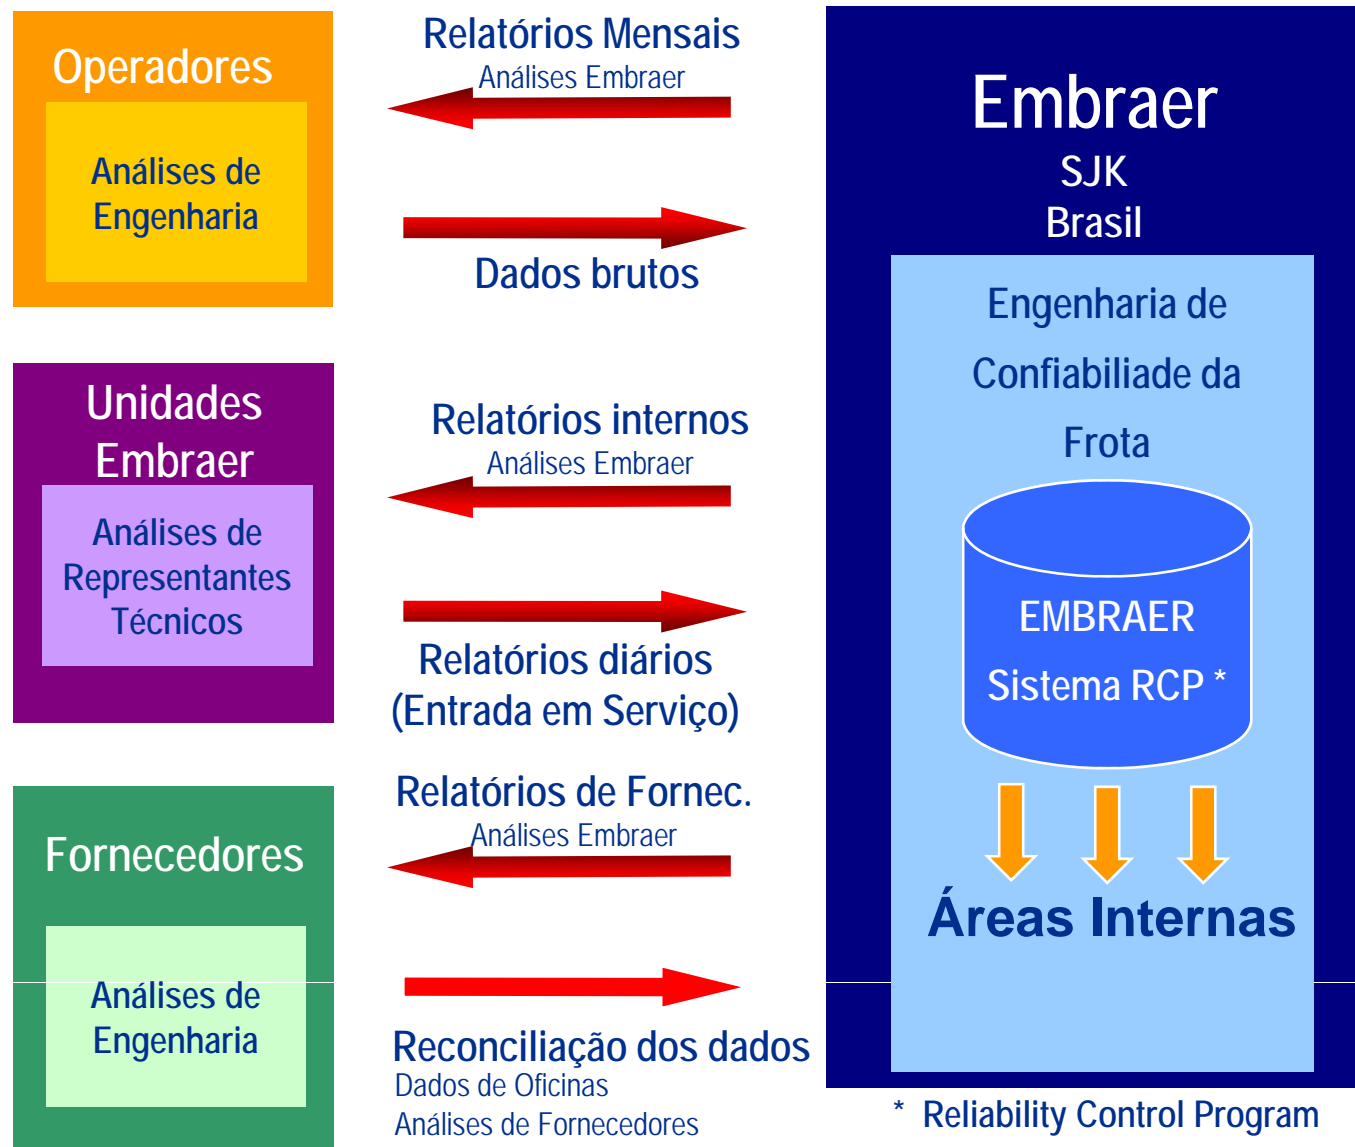 Operadores
Análises de
Engenharia
Relatórios Mensais
Análises Embraer
Dados brutos
Unidades
Embraer
Análises de
Representantes
Técnicos
Relatórios internos
Análises Embraer
Relatórios diários
(Entrada em Serviço)
Fornecedores
Análises de
Engenharia
Relatórios de Fornec.
Análises Embraer
Reconciliação dos dados
Dados de Oficinas
Análises de Fornecedores
Embraer
SJK
Brasil
Engenharia de
Confiabiliade da
Frota
EMBRAER
Sistema RCP *
Áreas Internas
* Reliability Control Program